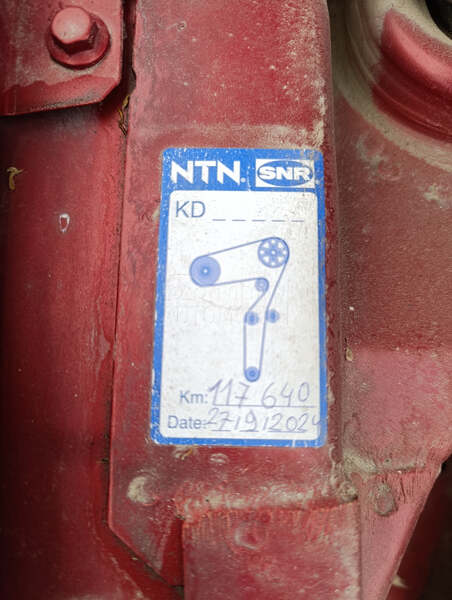 NTN. SNR
KD _ _ _ _ _
Km: 117 640
Date: 27/9/2024